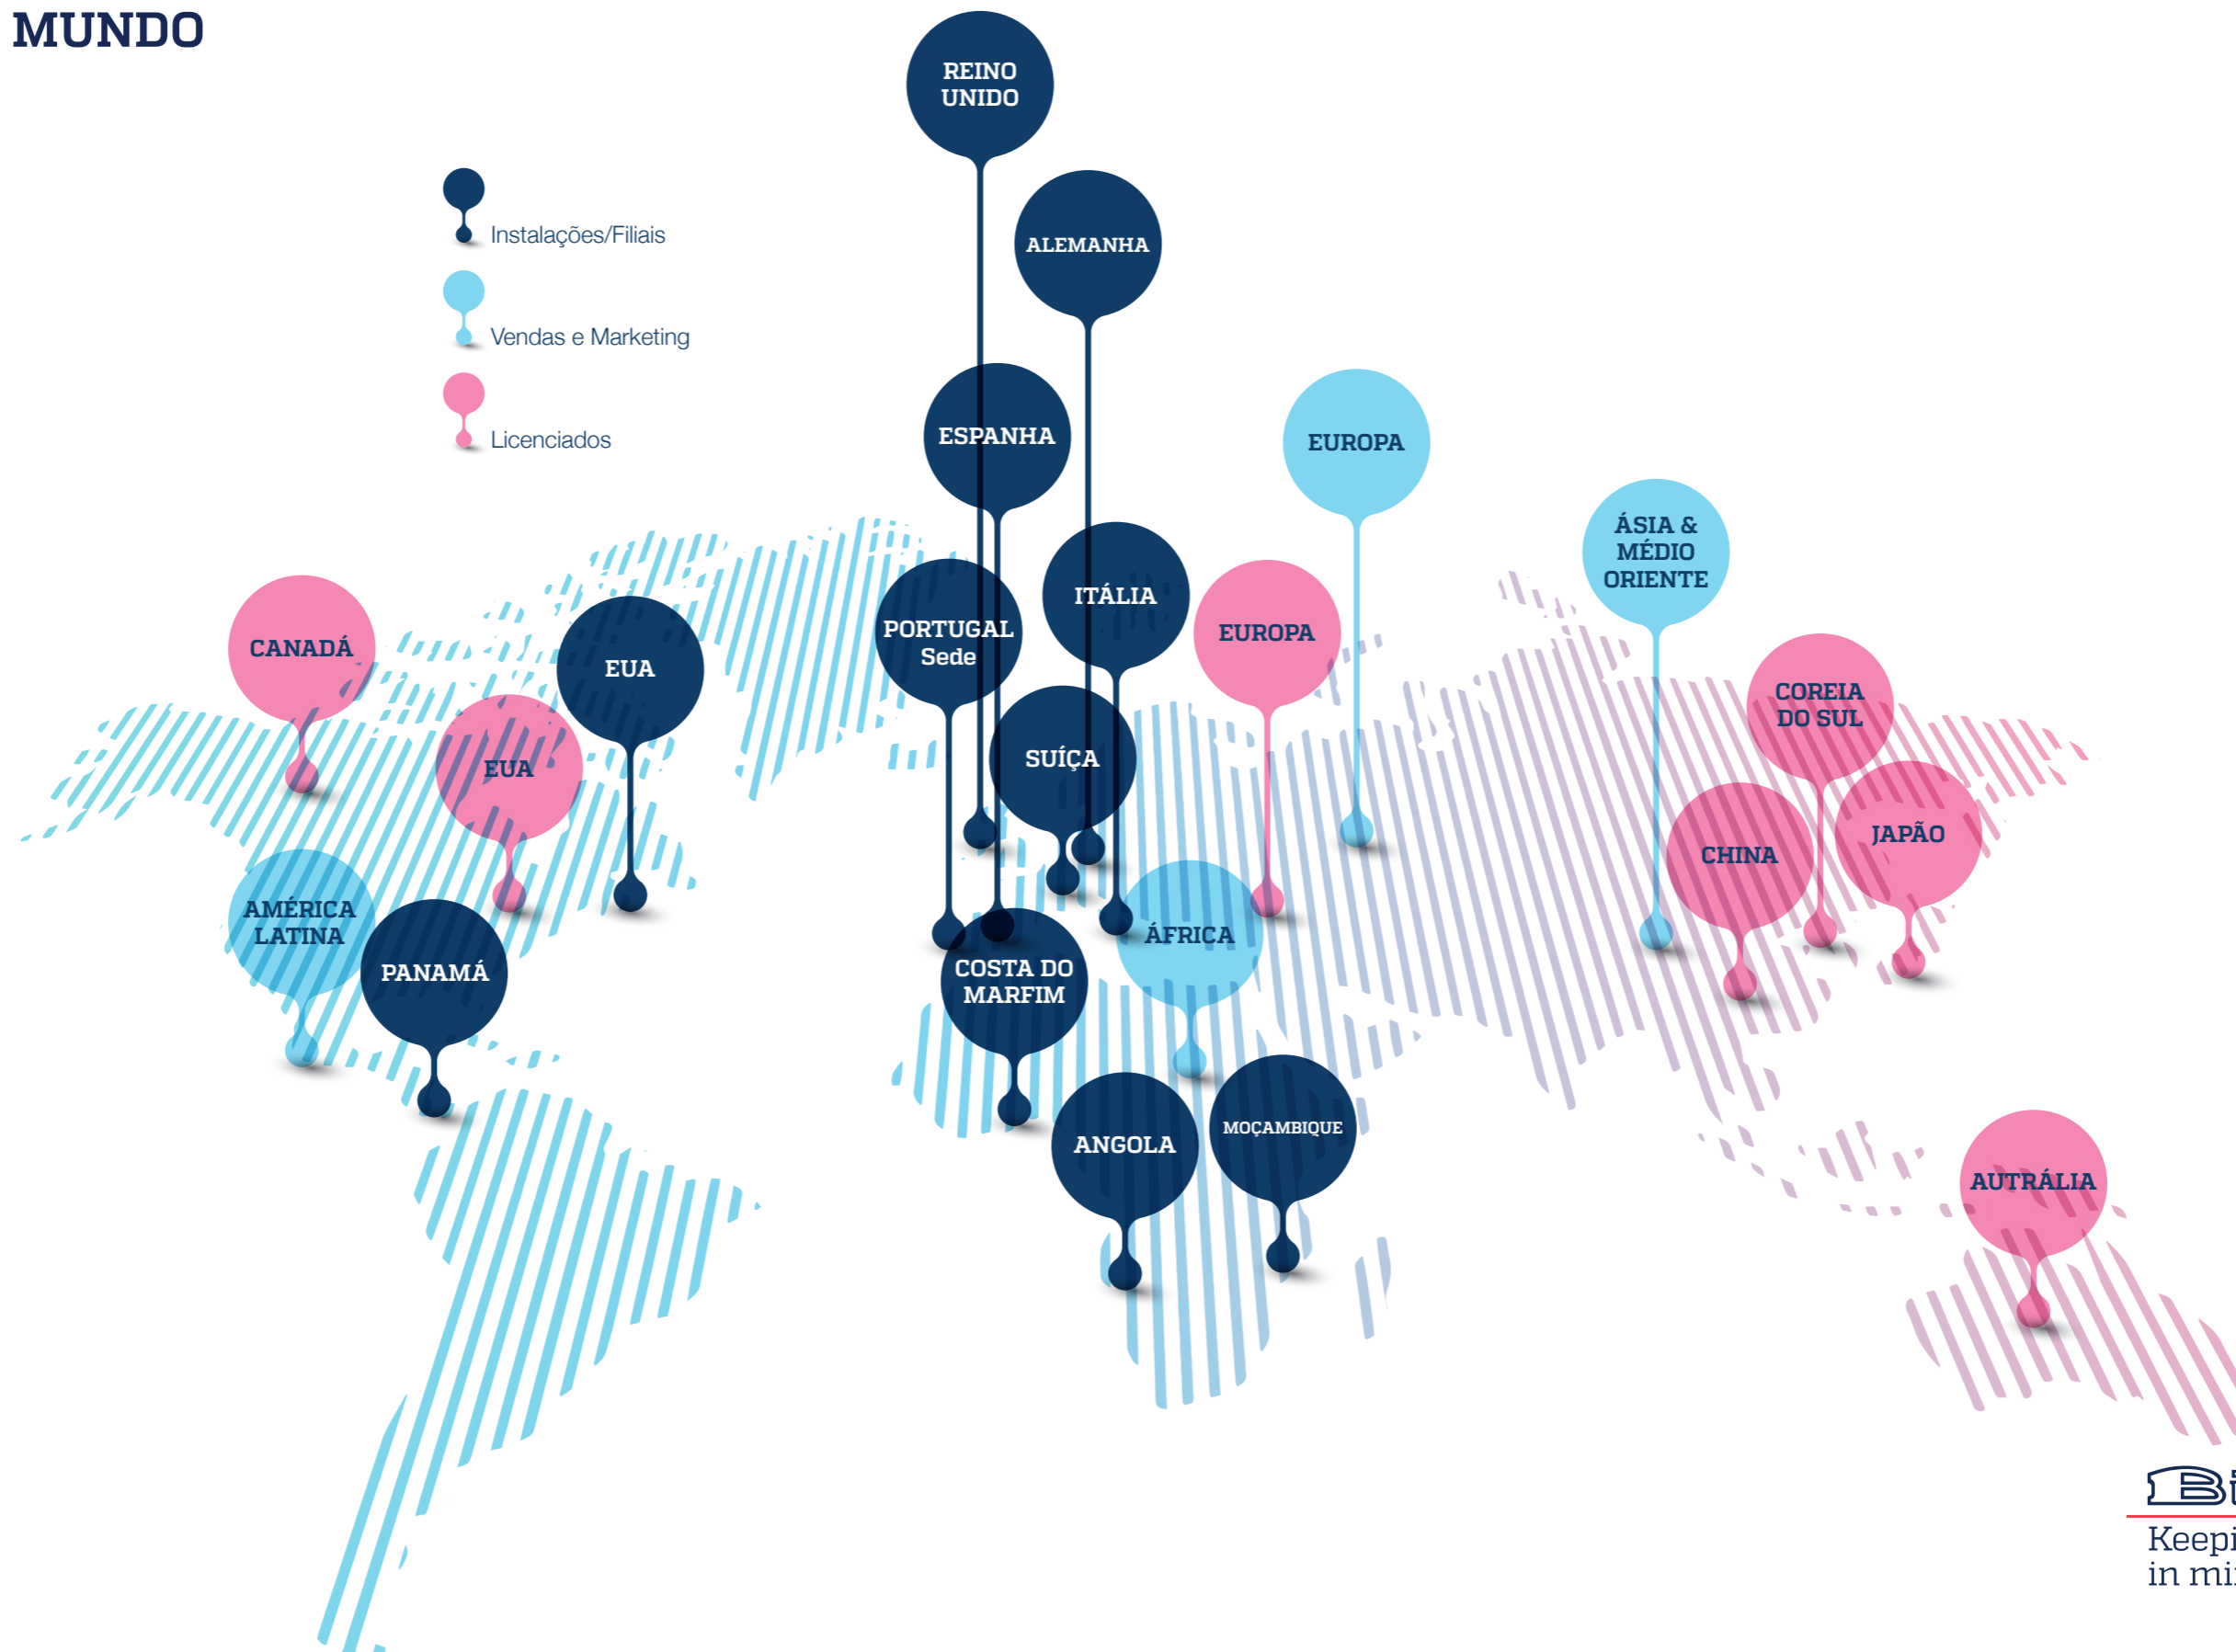 MUNDO
REINO
UNIDO
Instalações/Filiais
ALEMANHA
Vendas e Marketing
Licenciados
ESPANHA
EUROPA
ÁSIA &
MÉDIO
ORIENTE
ITÁLIA
PORTUGAL
Sede
EUROPA
CANADÁ
EUA
COREIA
DO SUL
SUÍÇA
EUA
JAPÃO
CHINA
AMÉRICA
LATINA
ÁFRICA
PANAMÁ
COSTA DO
MARFIM
MOÇAMBIQUE
ANGOLA
AUTRÁLIA
in